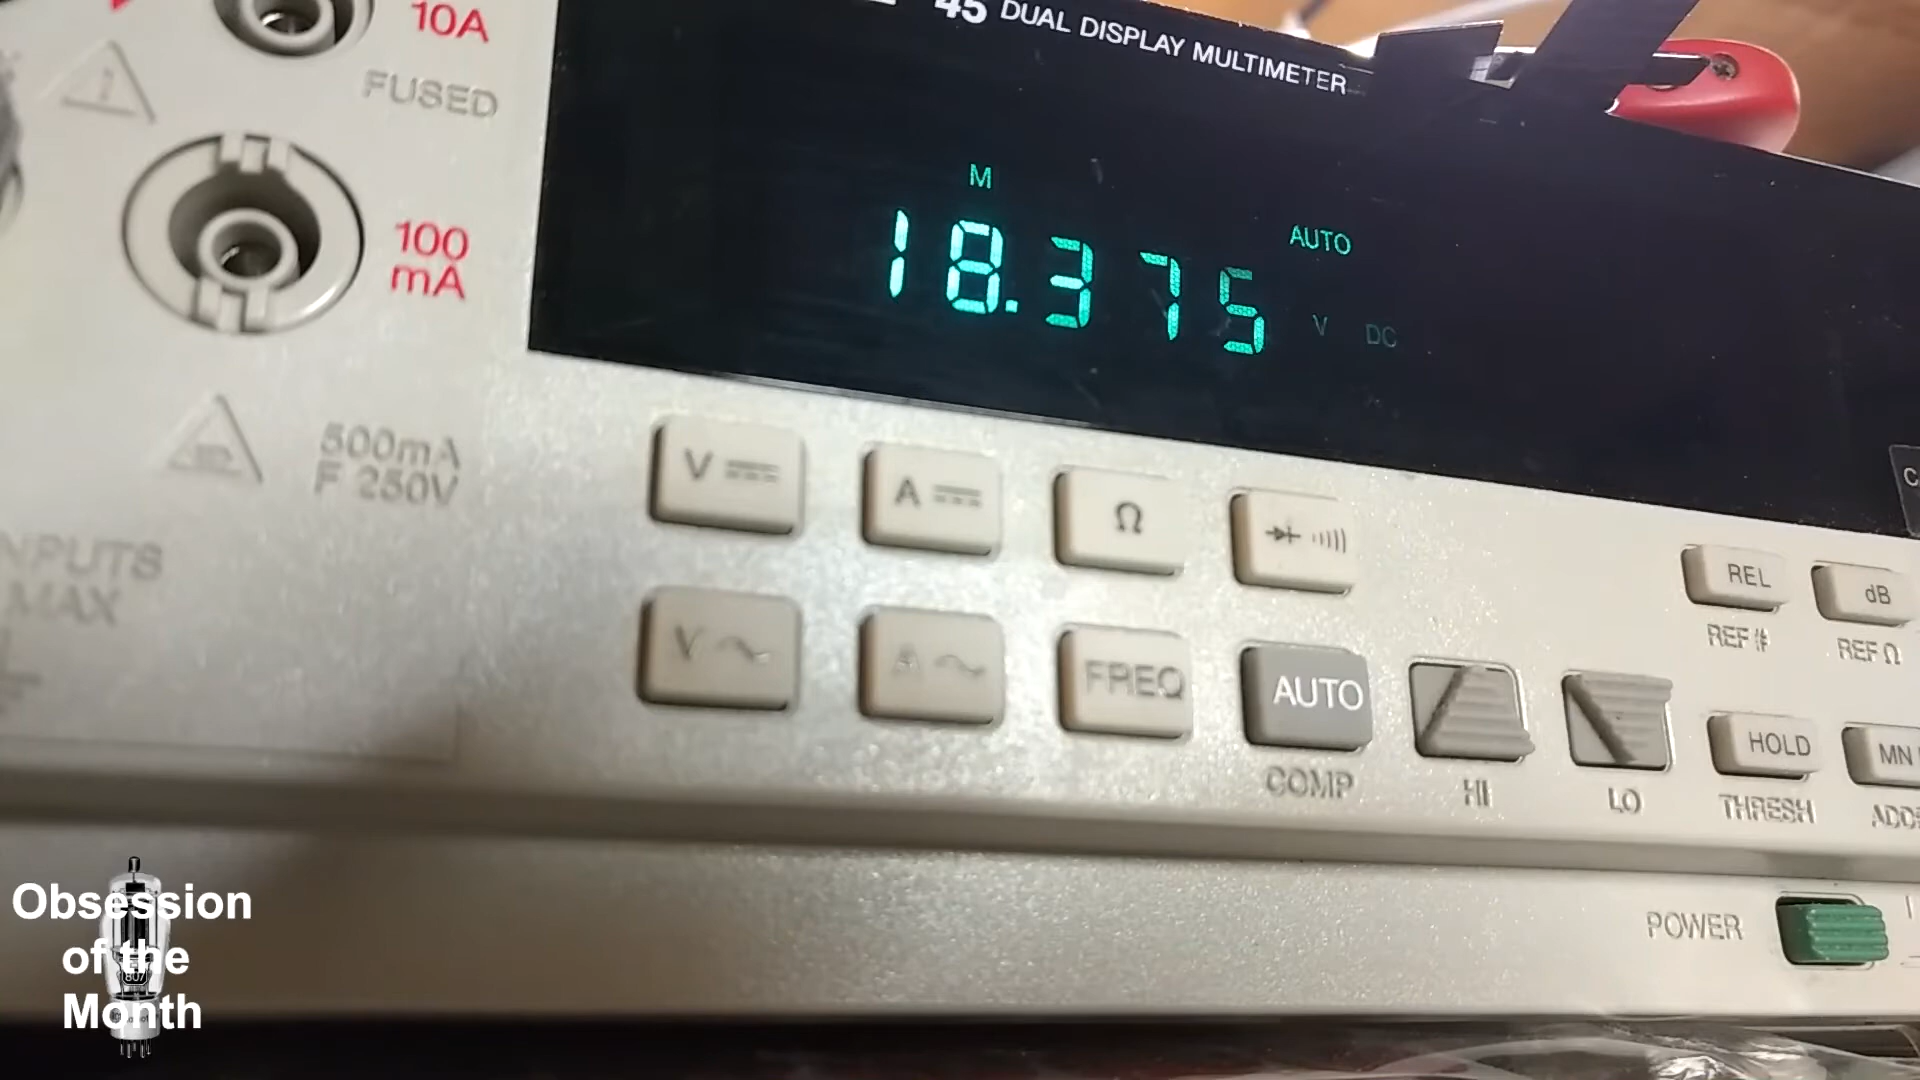 10A
FUSED
45 DUAL DISPLAY MULTIMETER
M
18.375
AUTO
V DC
100
mA
500mA
F 250V
INPUTS
MAX
V
A
Ω
V
A
FREQ
AUTO
COMP
HI
LO
REL
REF #
dB
REF Ω
HOLD
THRESH
MN
POWER
Obsession
of the
Month
807